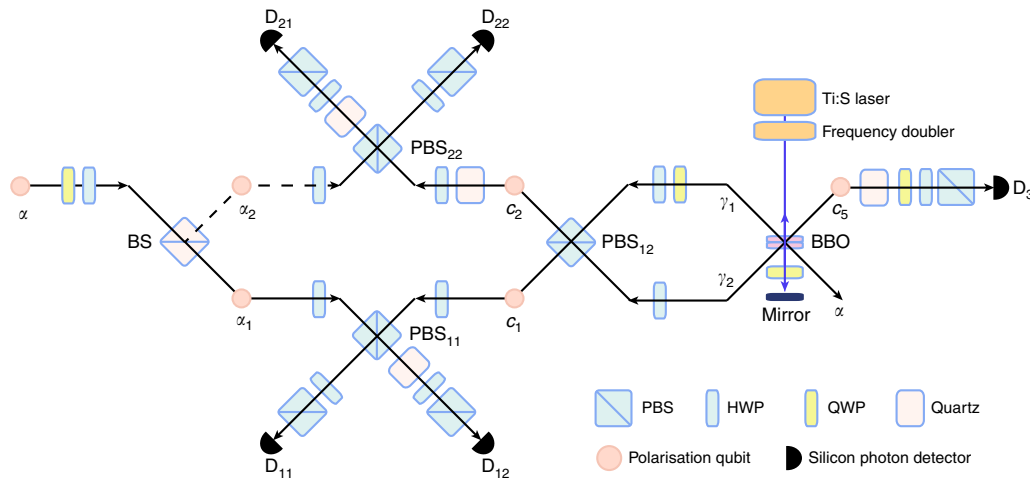 D21
D22
Ti:S laser
Frequency doubler
PBS22
α
α2
c2
γ1
c5
D3
BS
PBS12
BBO
γ2
α1
c1
Mirror
α
PBS11
D11
D12
PBS
HWP
QWP
Quartz
Polarisation qubit
Silicon photon detector